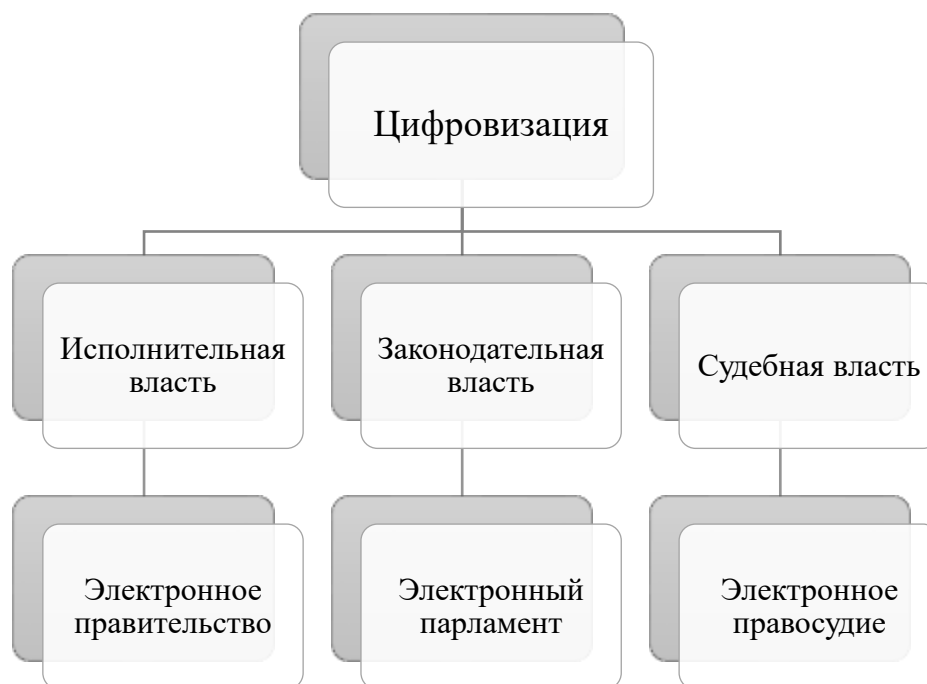 Цифровизация
Исполнительная
власть
Законодательная
власть
Судебная власть
Электронное
правительство
Электронный
парламент
Электронное
правосудие